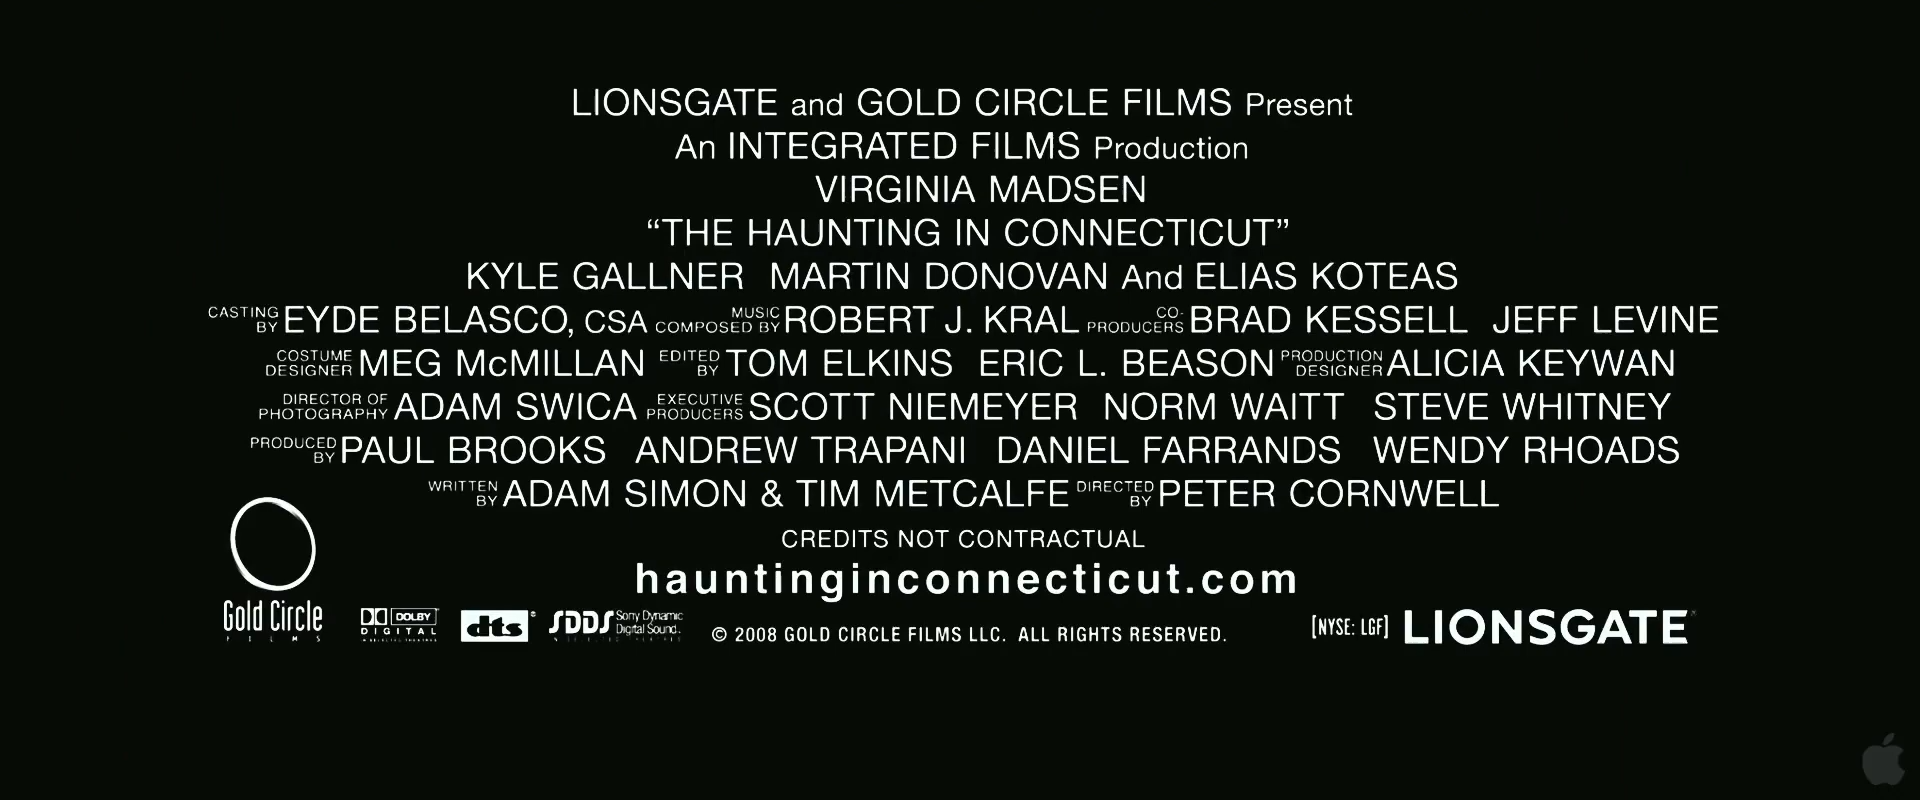 LIONSGATE and GOLD CIRCLE FILMS Present
An INTEGRATED FILMS Production
VIRGINIA MADSEN
“THE HAUNTING IN CONNECTICUT”
KYLE GALLNER MARTIN DONOVAN And ELIAS KOTEAS
CASTING BY EYDE BELASCO, CSA MUSIC COMPOSED BY ROBERT J. KRAL CO-PRODUCERS BRAD KESSELL JEFF LEVINE
COSTUME DESIGNER MEG McMILLAN EDITED BY TOM ELKINS ERIC L. BEASON PRODUCTION DESIGNER ALICIA KEYWAN
DIRECTOR OF PHOTOGRAPHY ADAM SWICA EXECUTIVE PRODUCERS SCOTT NIEMEYER NORM WAITT STEVE WHITNEY
PRODUCED BY PAUL BROOKS ANDREW TRAPANI DANIEL FARRANDS WENDY RHOADS
WRITTEN BY ADAM SIMON & TIM METCALFE DIRECTED BY PETER CORNWELL
CREDITS NOT CONTRACTUAL
hauntinginconnecticut.com
Gold Circle FILMS DOLBY DIGITAL dts SDDS Sony Dynamic Digital Sound. © 2008 GOLD CIRCLE FILMS LLC. ALL RIGHTS RESERVED. [NYSE: LGF] LIONSGATE